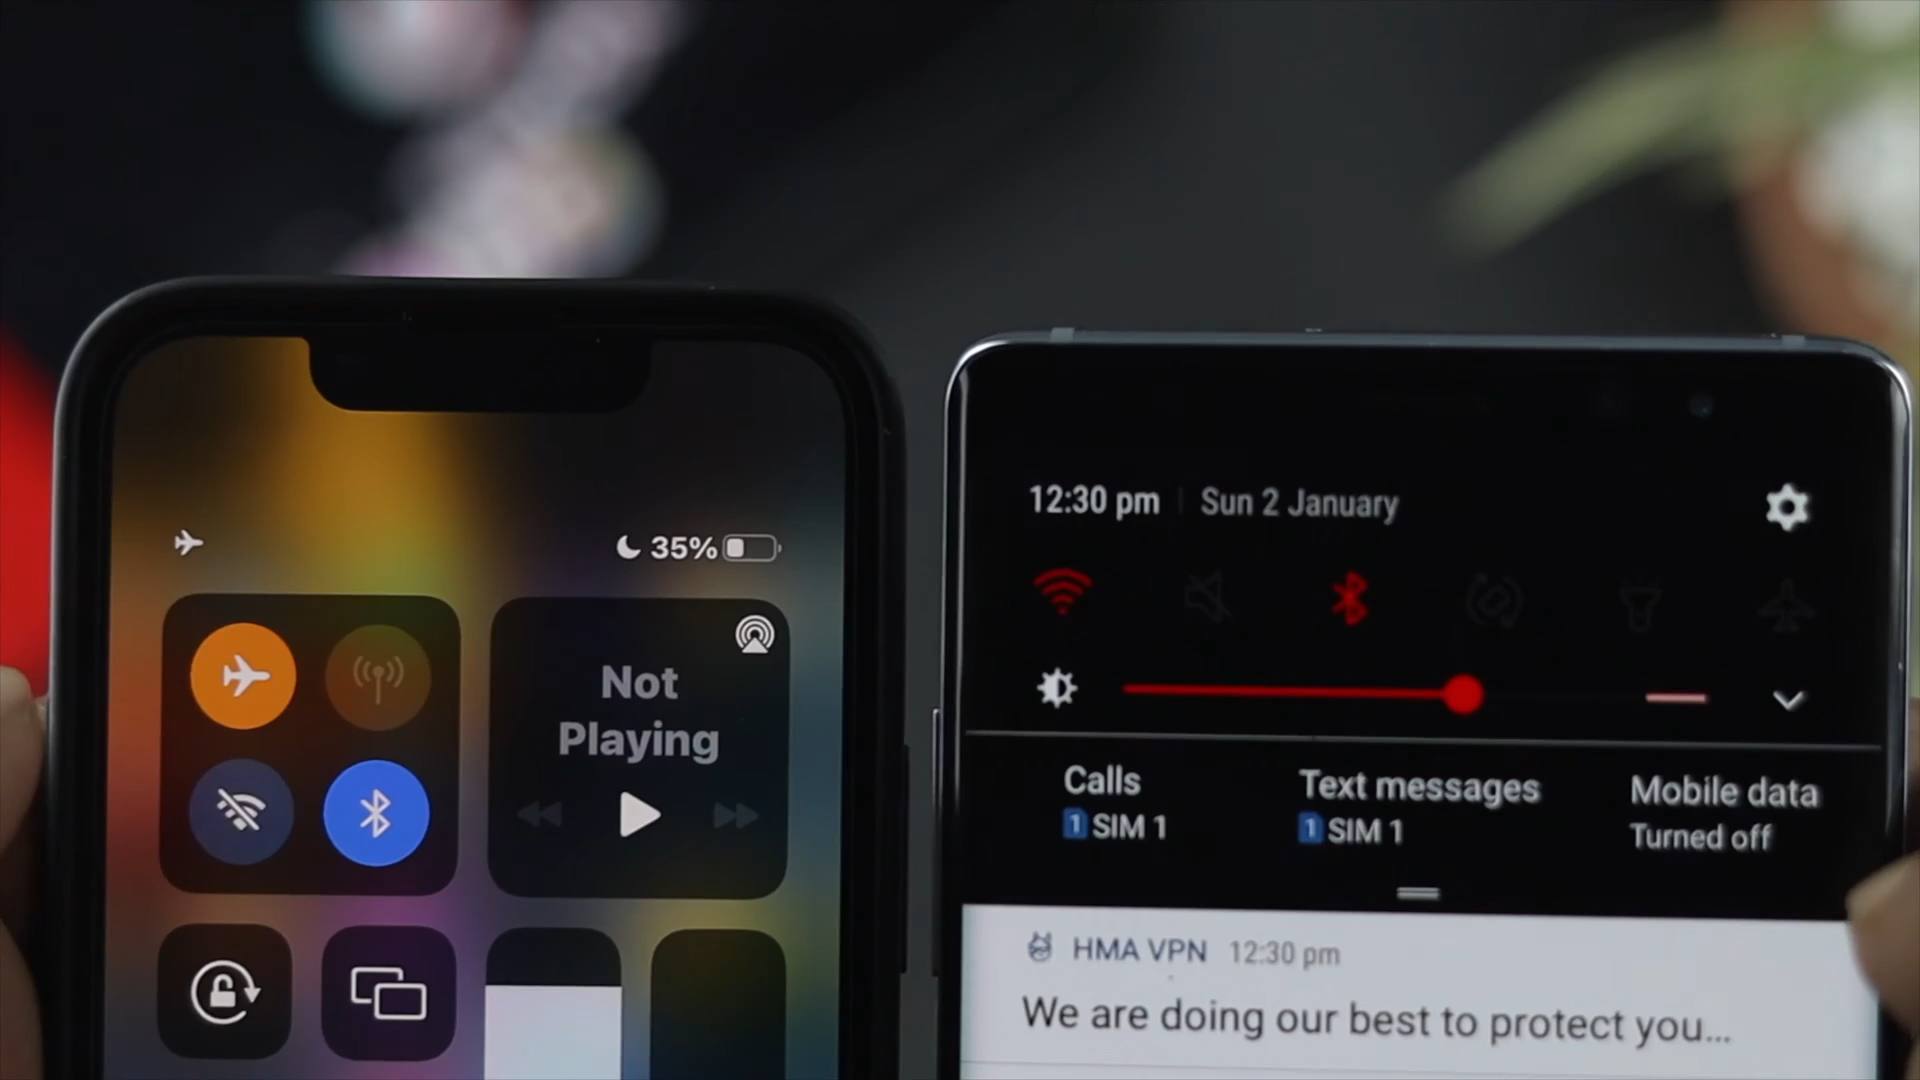 35%
Not
Playing
12:30 pm Sun 2 January
Calls
1 SIM 1
Text messages
1 SIM 1
Mobile data
Turned off
HMA VPN 12:30 pm
We are doing our best to protect you...